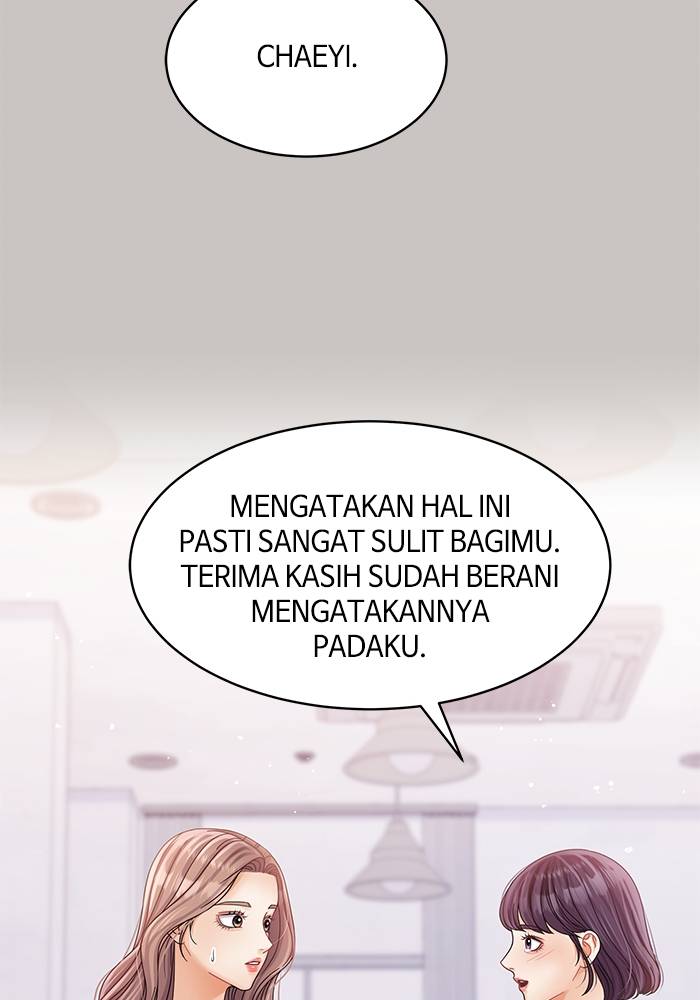 CHAEYI.
MENGATAKAN HAL INI
PASTI SANGAT SULIT BAGIMU.
TERIMA KASIH SUDAH BERANI
MENGATAKANNYA
PADAKU.